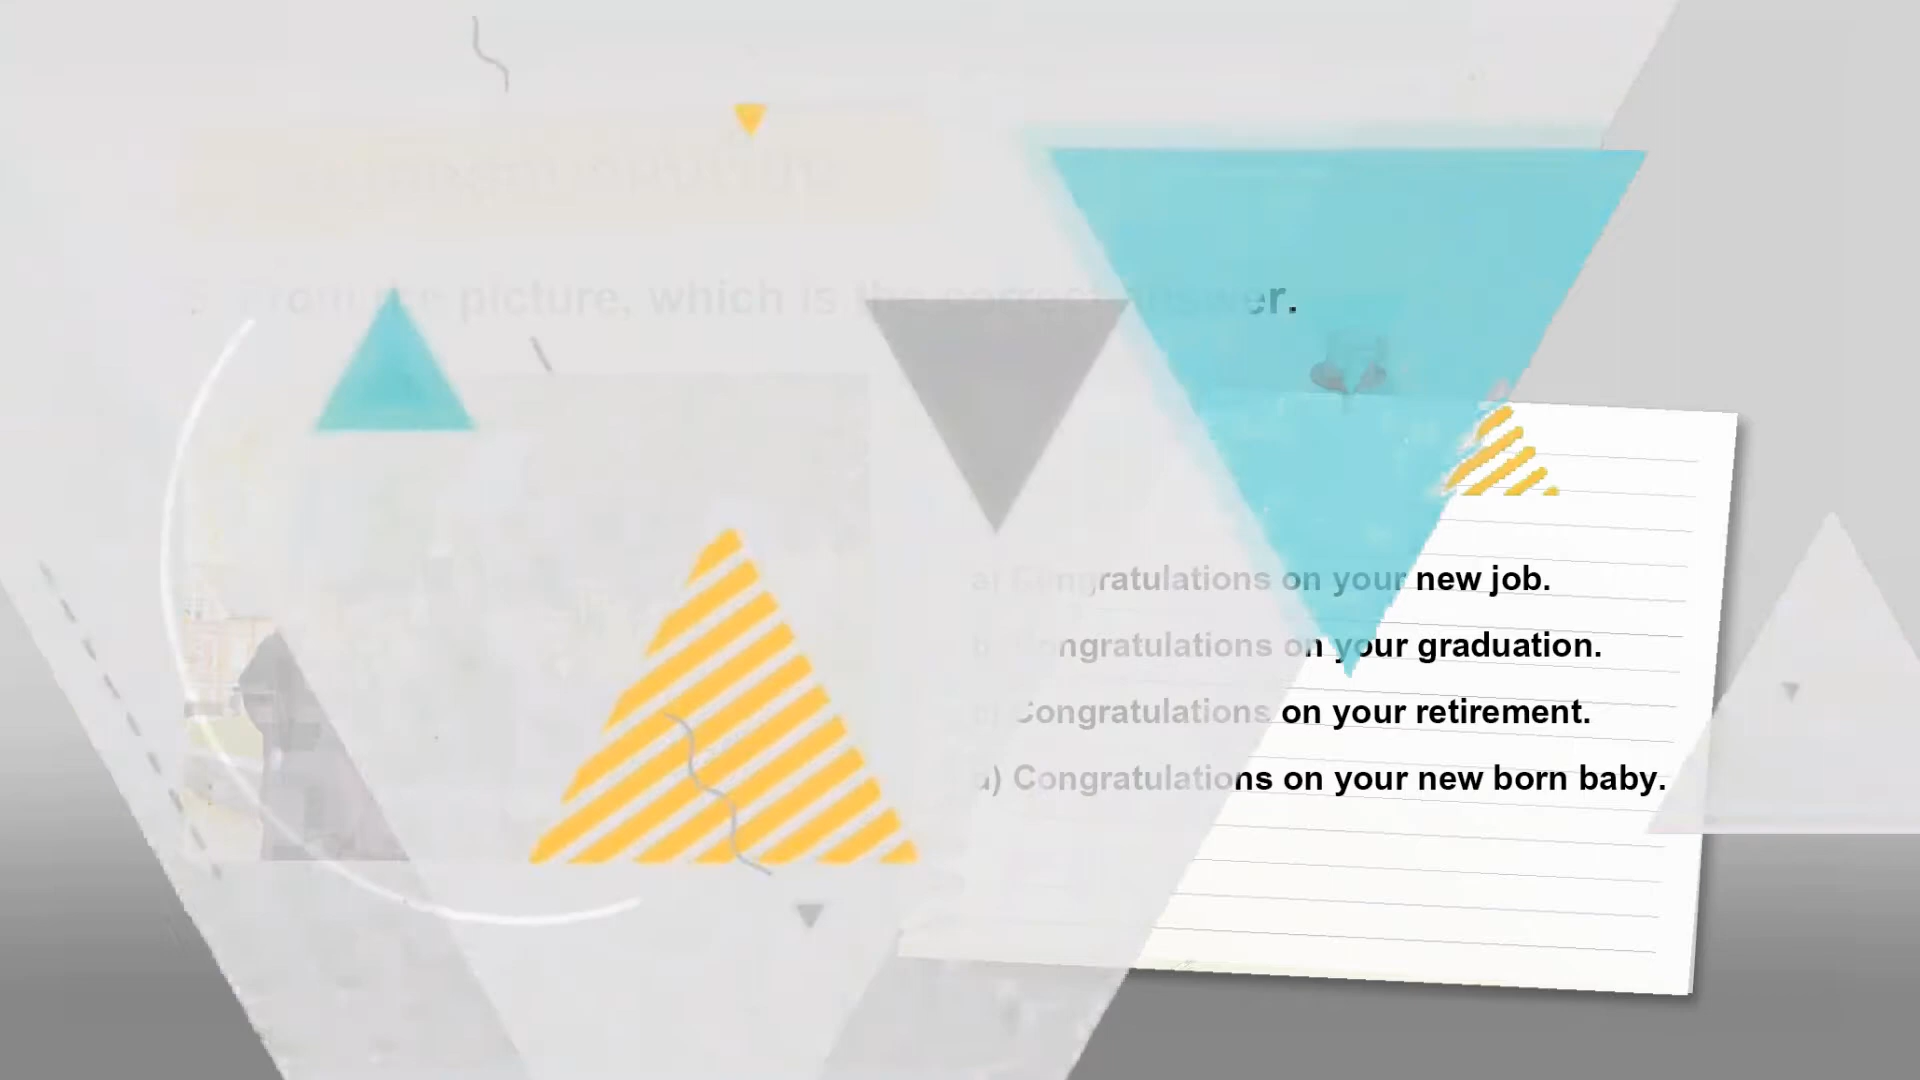 From the picture, which is the correct answer.
a) Congratulations on your new job.
b) Congratulations on your graduation.
c) Congratulations on your retirement.
d) Congratulations on your new born baby.